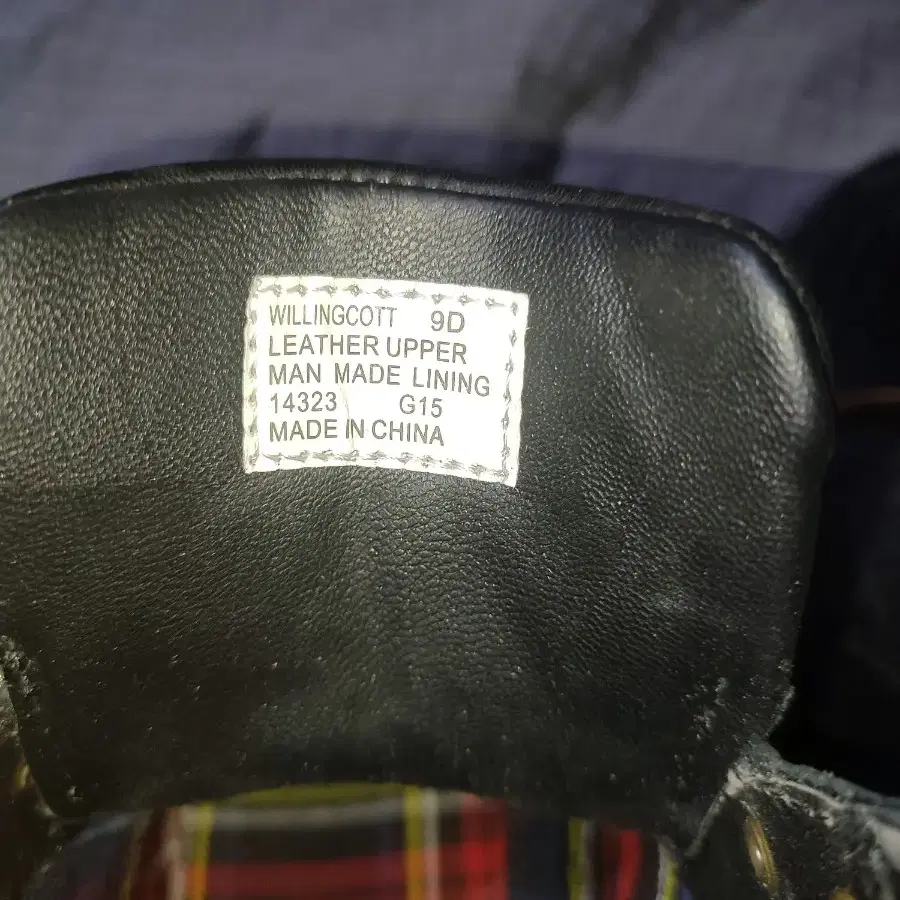 WILLINGCOTT 9D
LEATHER UPPER
MAN MADE LINING
14323 G15
MADE IN CHINA